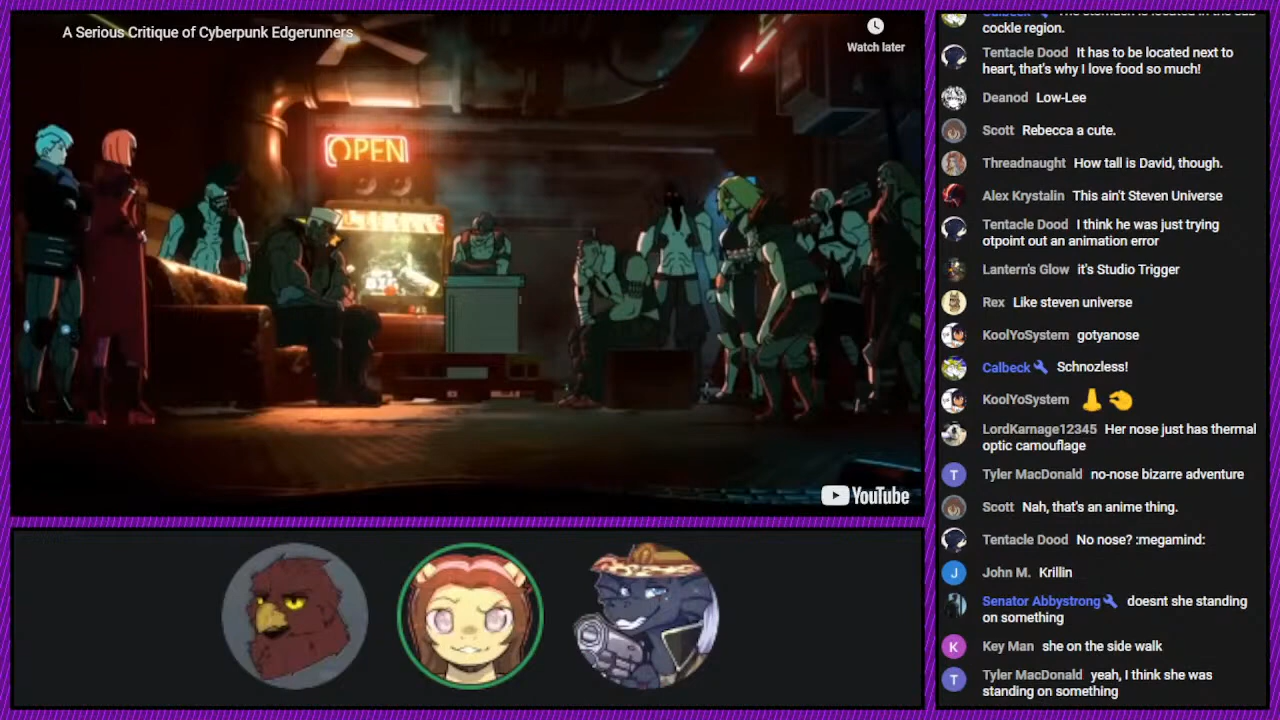 A Serious Critique of Cyberpunk Edgerunners
Watch later
OPEN
YouTube
cockle region.
Tentacle Dood It has to be located next to
heart, that's why I love food so much!
Deanod Low-Lee
Scott Rebecca a cute.
Threadnaught How tall is David, though.
Alex Krystalin This ain't Steven Universe
Tentacle Dood I think he was just trying
otpoint out an animation error
Lantern's Glow it's Studio Trigger
Rex Like steven universe
KoolYoSystem gotyanose
Calbeck Schnozless!
KoolYoSystem
LordKarnage12345 Her nose just has thermal
optic camouflage
T Tyler MacDonald no-nose bizarre adventure
Scott Nah, that's an anime thing.
Tentacle Dood No nose? :megamind:
J John M. Krillin
Senator Abbystrong doesnt she standing
on something
K Key Man she on the side walk
T Tyler MacDonald yeah, I think she was
standing on something